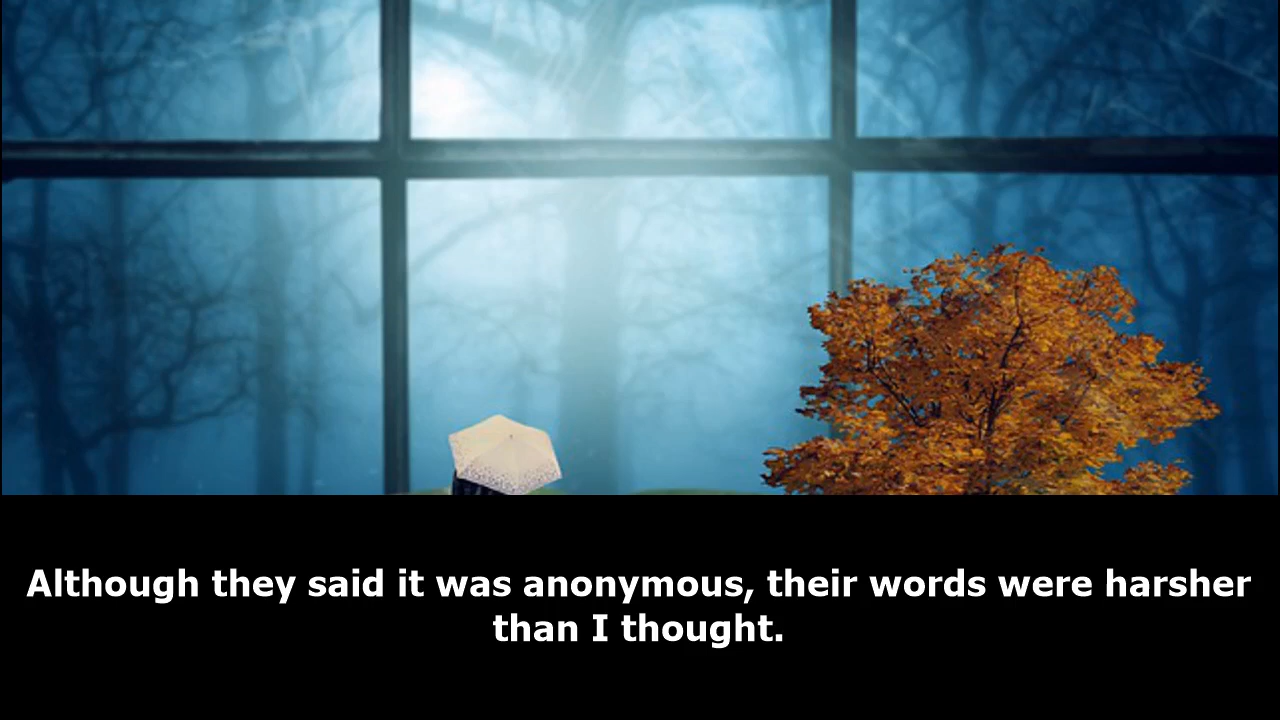 Although they said it was anonymous, their words were harsher
than I thought.